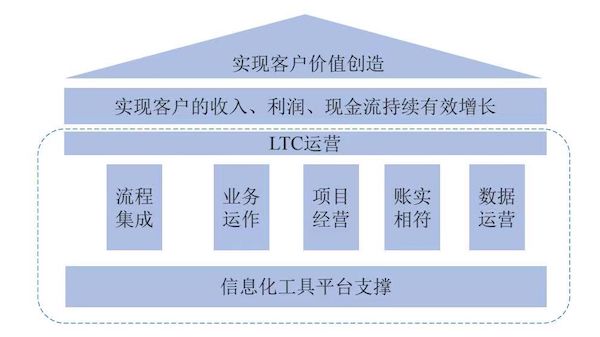 实现客户价值创造
实现客户的收入、利润、现金流持续有效增长
LTC运营
流程
集成
业务
运作
项目
经营
账实
相符
数据
运营
信息化工具平台支撑